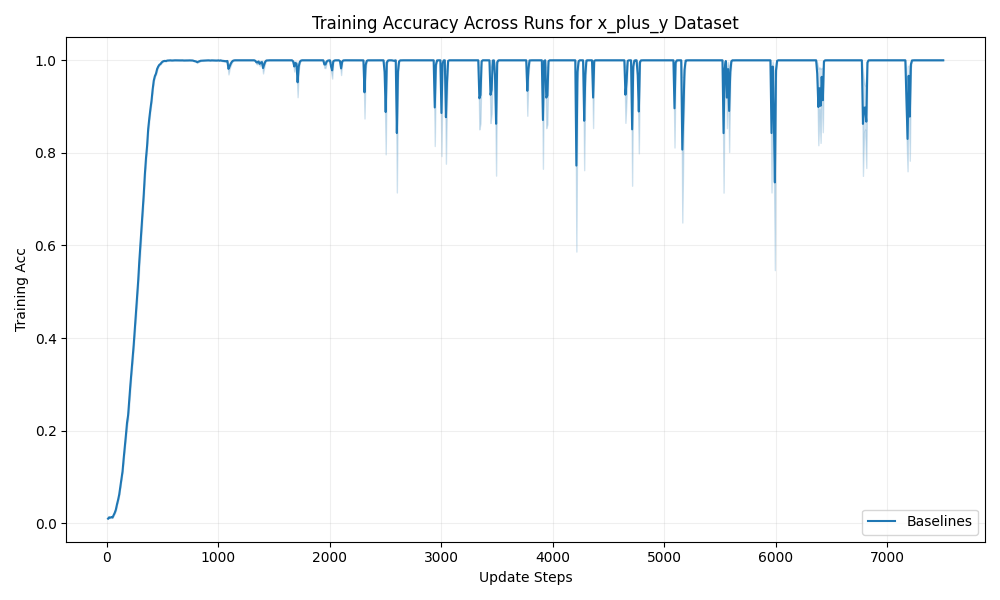 Training Accuracy Across Runs for x_plus_y Dataset
1.0
0.8
0.6
0.4
0.2
0.0
Training Acc
0 1000 2000 3000 4000 5000 6000 7000
Update Steps
Baselines